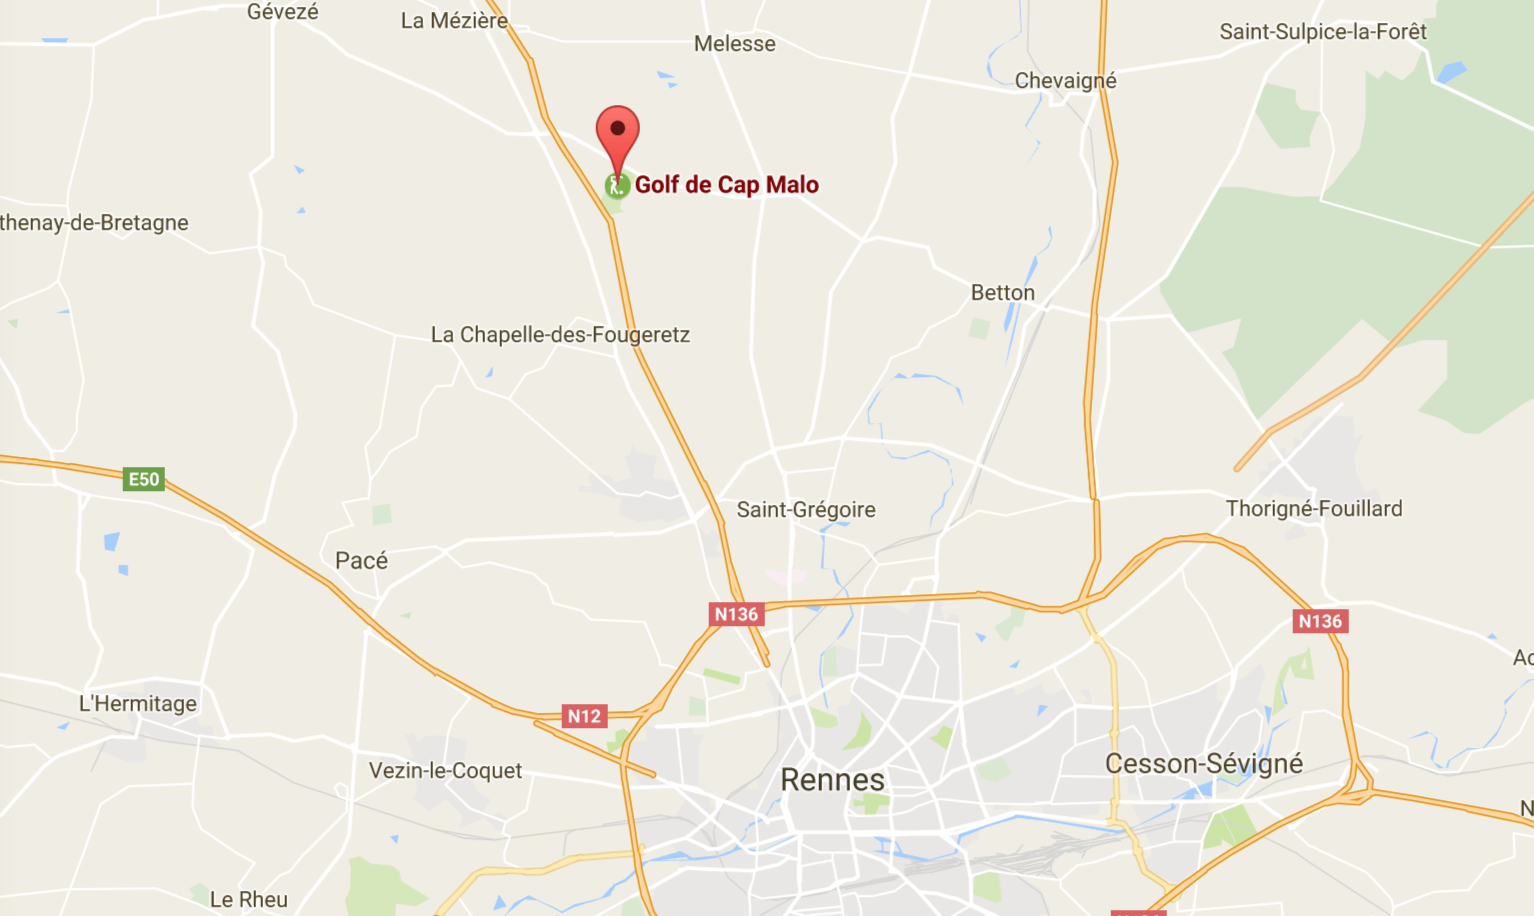 Gévezé
La Mézière
Saint-Sulpice-la-Forêt
Melesse
Chevaigné
Golf de Cap Malo
thenay-de-Bretagne
Betton
La Chapelle-des-Fougeretz
E50
Saint-Grégoire
Thorigné-Fouillard
Pacé
N136
N136
Ac
L'Hermitage
N12
Vezin-le-Coquet
Rennes
Cesson-Sévigné
N
Le Rheu